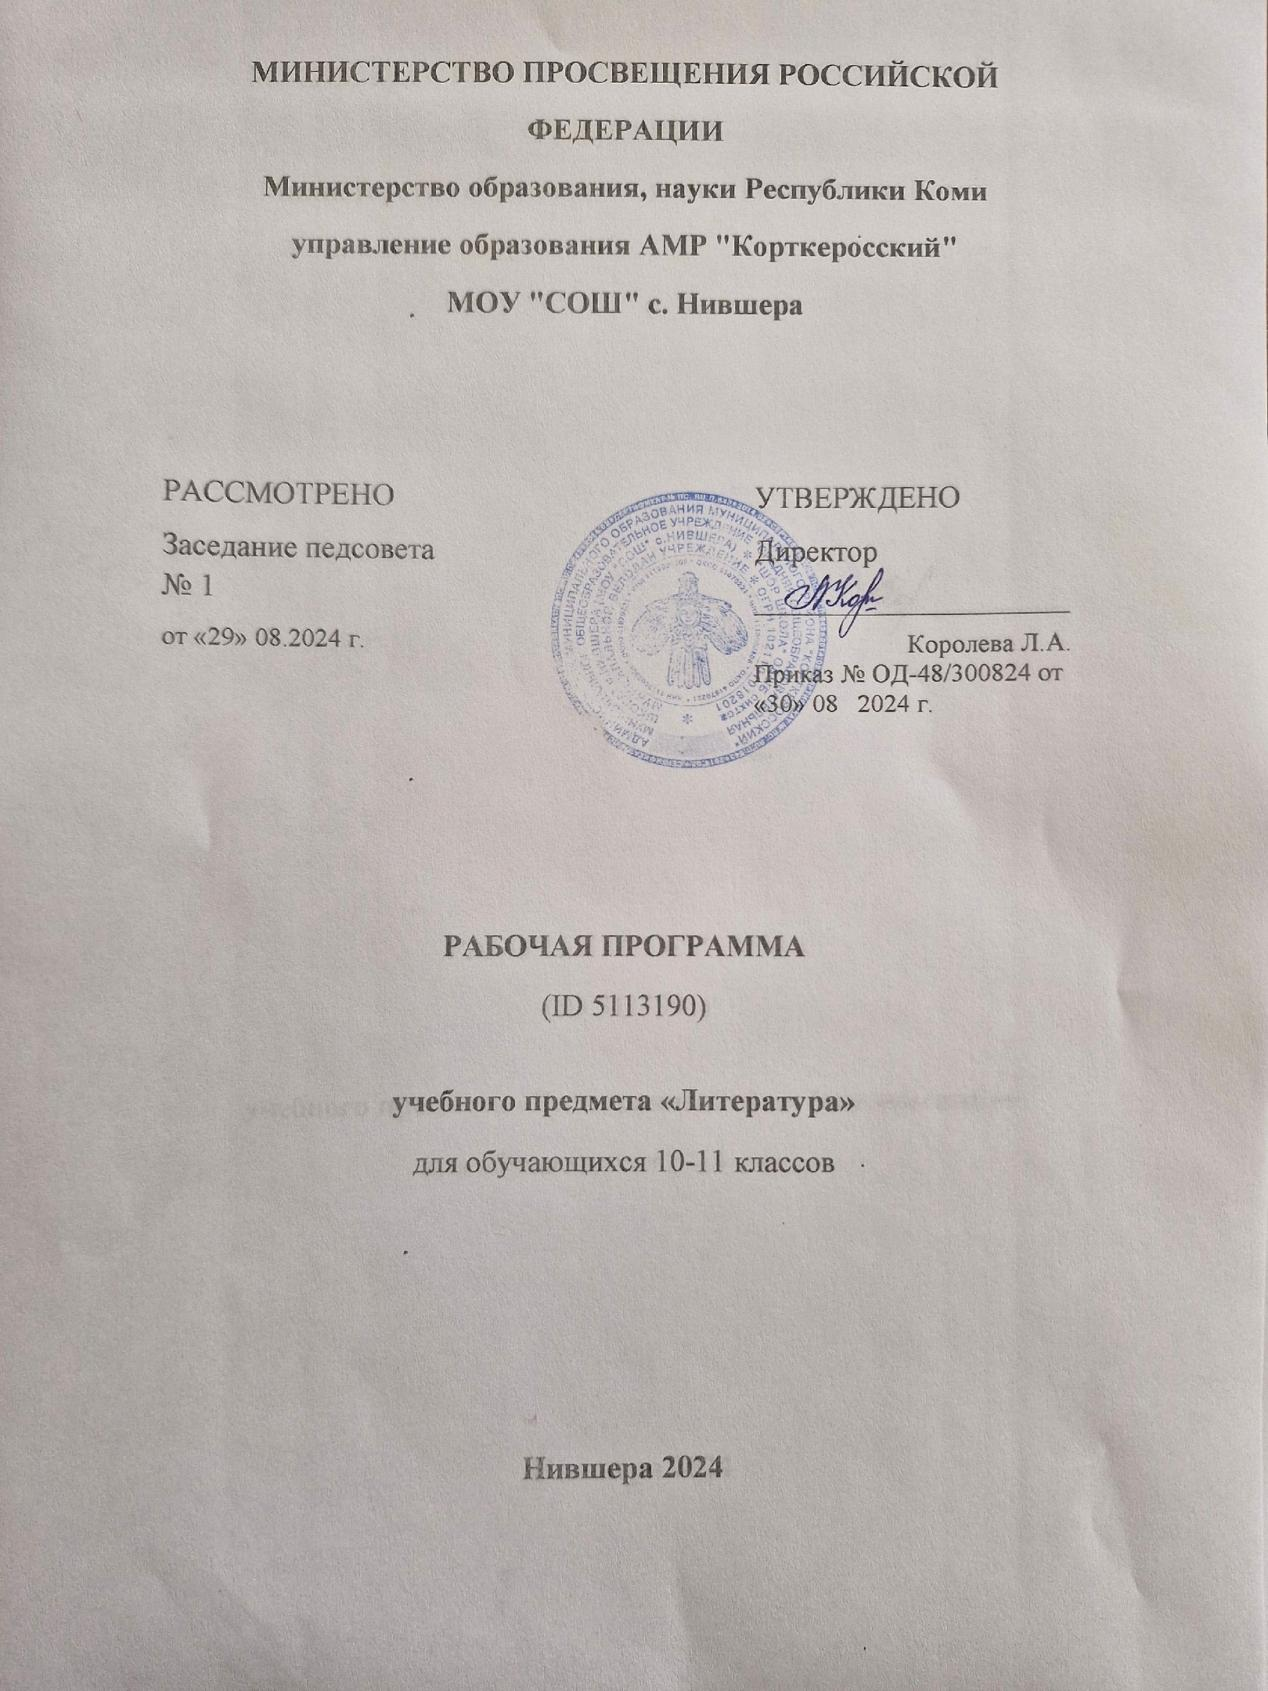 МИНИСТЕРСТВО ПРОСВЕЩЕНИЯ РОССИЙСКОЙ
ФЕДЕРАЦИИ
Министерство образования, науки Республики Коми
управление образования АМР "Корткеросский"
МОУ "СОШ" с. Нившера
РАССМОТРЕНО
Заседание педсовета
№ 1
от «29» 08.2024 г.
УТВЕРЖДЕНО
Директор
Королева Л.А.
Приказ № ОД-48/300824 от
«30» 08 2024 г.
РАБОЧАЯ ПРОГРАММА
(ID 5113190)
учебного предмета «Литература»
для обучающихся 10-11 классов
Нившера 2024